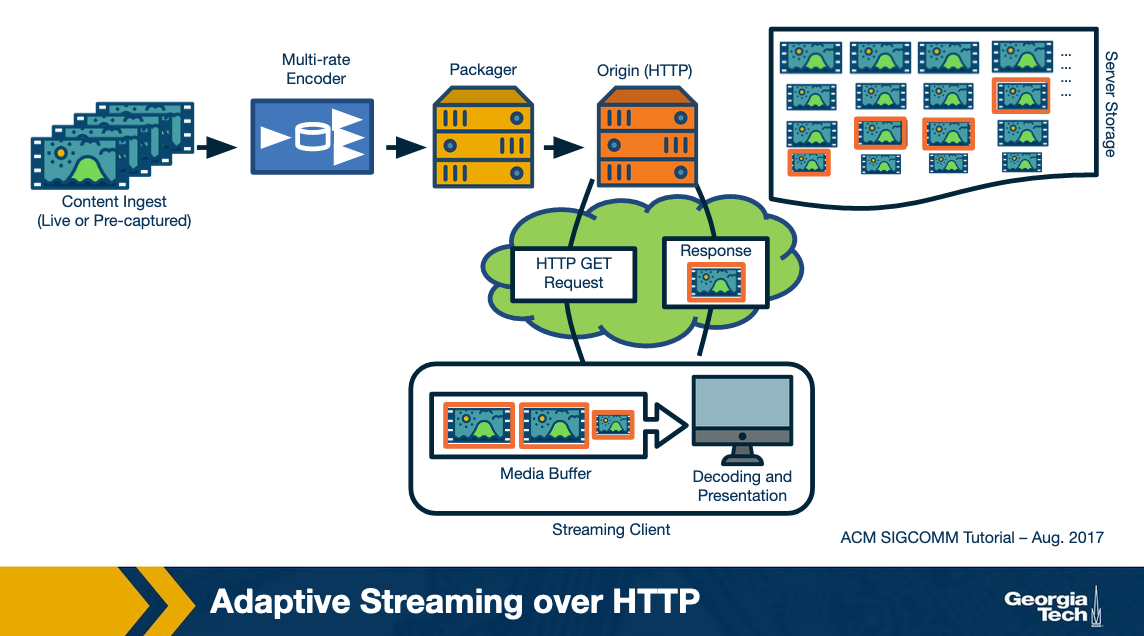 Multi-rate
Encoder
Packager
Origin (HTTP)
...
...
...
...
Server Storage
Content Ingest
(Live or Pre-captured)
HTTP GET
Request
Response
Media Buffer
Decoding and
Presentation
Streaming Client
ACM SIGCOMM Tutorial – Aug. 2017
Adaptive Streaming over HTTP
Georgia
Tech